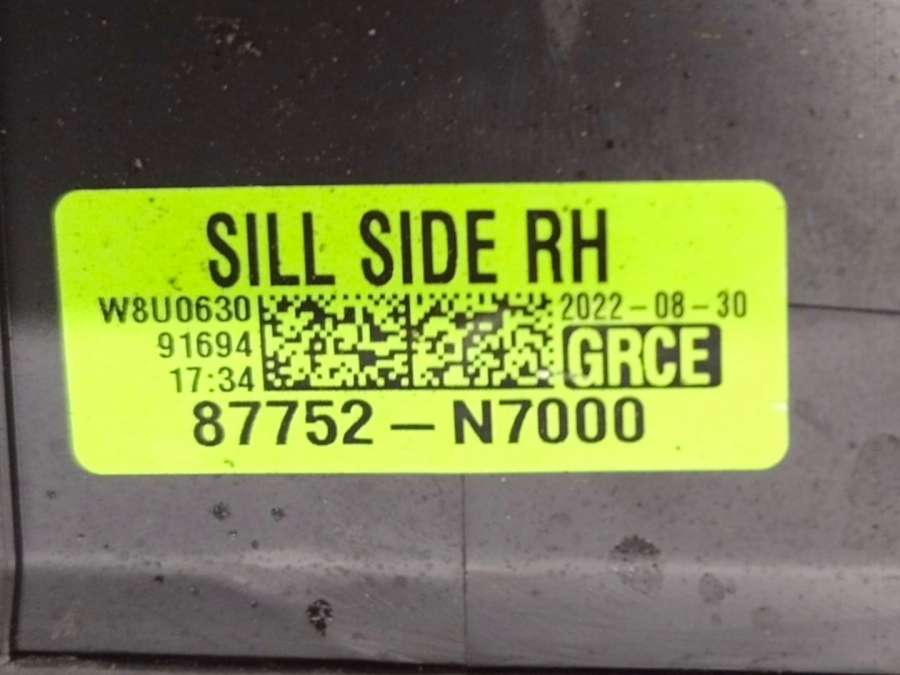 SILL SIDE RH
W8U0630 2022-08-30
91694 GRCE
17:34
87752-N7000